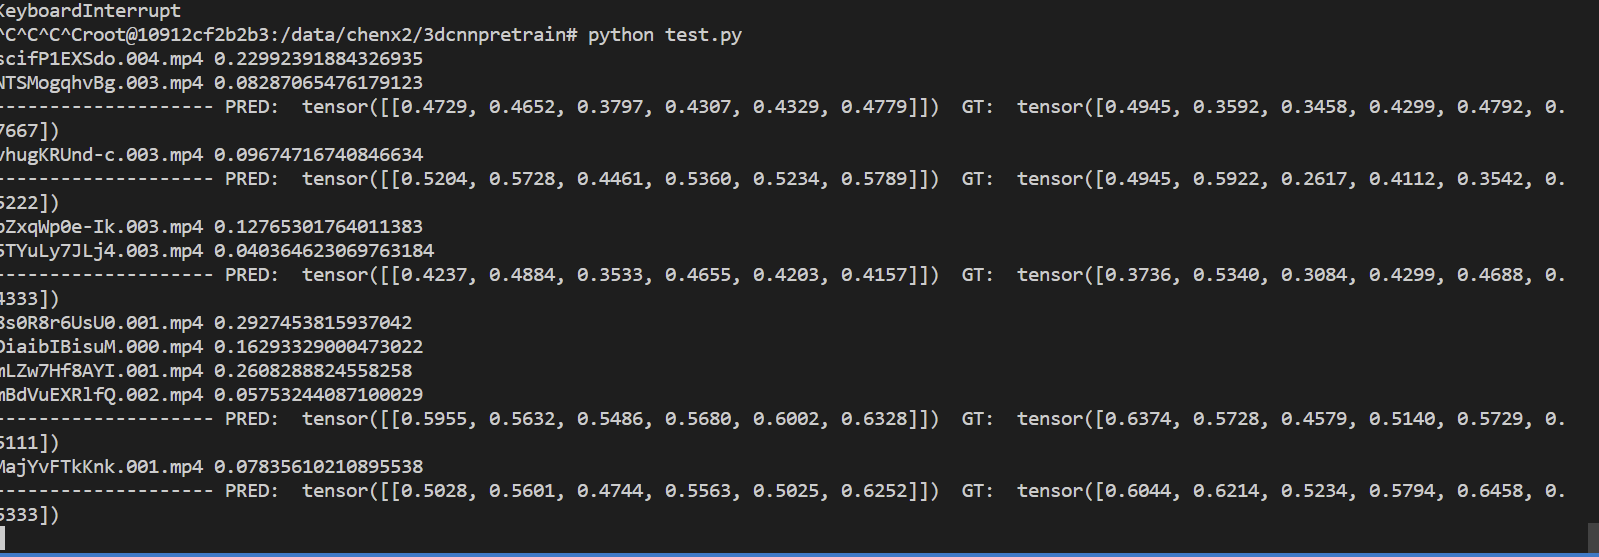 KeyboardInterrupt
^C^C^C^Croot@10912cf2b2b3:/data/chenx2/3dcnnpretrain# python test.py
scifP1EXSdo.004.mp4 0.22992391884326935
NTSMogqhvBg.003.mp4 0.08287065476179123
-------------------- PRED:  tensor([[0.4729, 0.4652, 0.3797, 0.4307, 0.4329, 0.4779]])  GT:  tensor([0.4945, 0.3592, 0.3458, 0.4299, 0.4792, 0.
7667])
vhugKRUnd-c.003.mp4 0.09674716740846634
-------------------- PRED:  tensor([[0.5204, 0.5728, 0.4461, 0.5360, 0.5234, 0.5789]])  GT:  tensor([0.4945, 0.5922, 0.2617, 0.4112, 0.3542, 0.
5222])
oZxqWp0e-Ik.003.mp4 0.12765301764011383
5TYuLy7JLj4.003.mp4 0.040364623069763184
-------------------- PRED:  tensor([[0.4237, 0.4884, 0.3533, 0.4655, 0.4203, 0.4157]])  GT:  tensor([0.3736, 0.5340, 0.3084, 0.4299, 0.4688, 0.
4333])
8s0R8r6UsU0.001.mp4 0.2927453815937042
DiaibIBisuM.000.mp4 0.16293329000473022
mLZw7Hf8AYI.001.mp4 0.2608288824558258
mBdVuEXRlfQ.002.mp4 0.05753244087100029
-------------------- PRED:  tensor([[0.5955, 0.5632, 0.5486, 0.5680, 0.6002, 0.6328]])  GT:  tensor([0.6374, 0.5728, 0.4579, 0.5140, 0.5729, 0.
5111])
MajYvFTkKnk.001.mp4 0.07835610210895538
-------------------- PRED:  tensor([[0.5028, 0.5601, 0.4744, 0.5563, 0.5025, 0.6252]])  GT:  tensor([0.6044, 0.6214, 0.5234, 0.5794, 0.6458, 0.
5333])